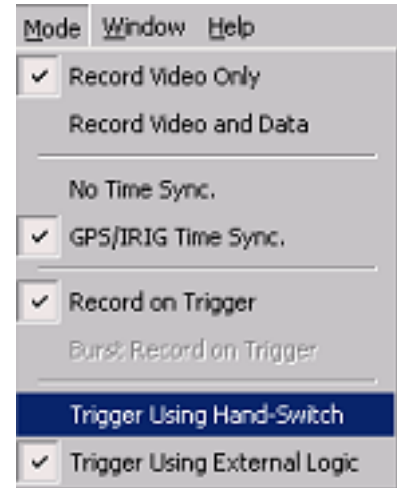 Mode Window Help
Record Video Only
Record Video and Data
No Time Sync.
GPS/IRIG Time Sync.
Record on Trigger
Burst Record on Trigger
Trigger Using Hand-Switch
Trigger Using External Logic